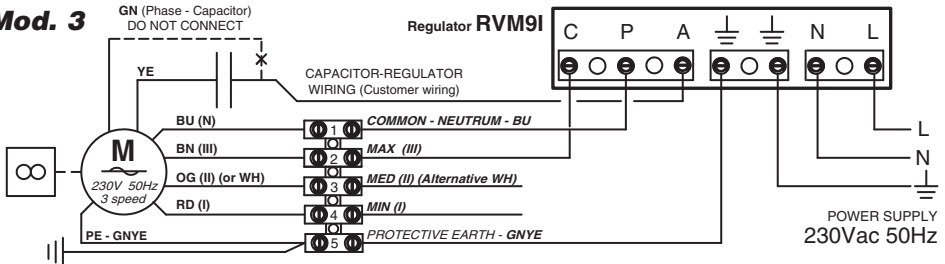 Mod. 3
GN (Phase - Capacitor)
DO NOT CONNECT
Regulator RVM9I
C P A N L
YE
CAPACITOR-REGULATOR
WIRING (Customer wiring)
BU (N)
1
COMMON - NEUTRUM - BU
BN (III)
2
MAX (III)
OG (II) (or WH)
3
MED (II) (Alternative WH)
RD (I)
4
MIN (I)
PE - GNYE
5
PROTECTIVE EARTH - GNYE
M
230V 50Hz
3 speed
L
N
POWER SUPPLY
230Vac 50Hz